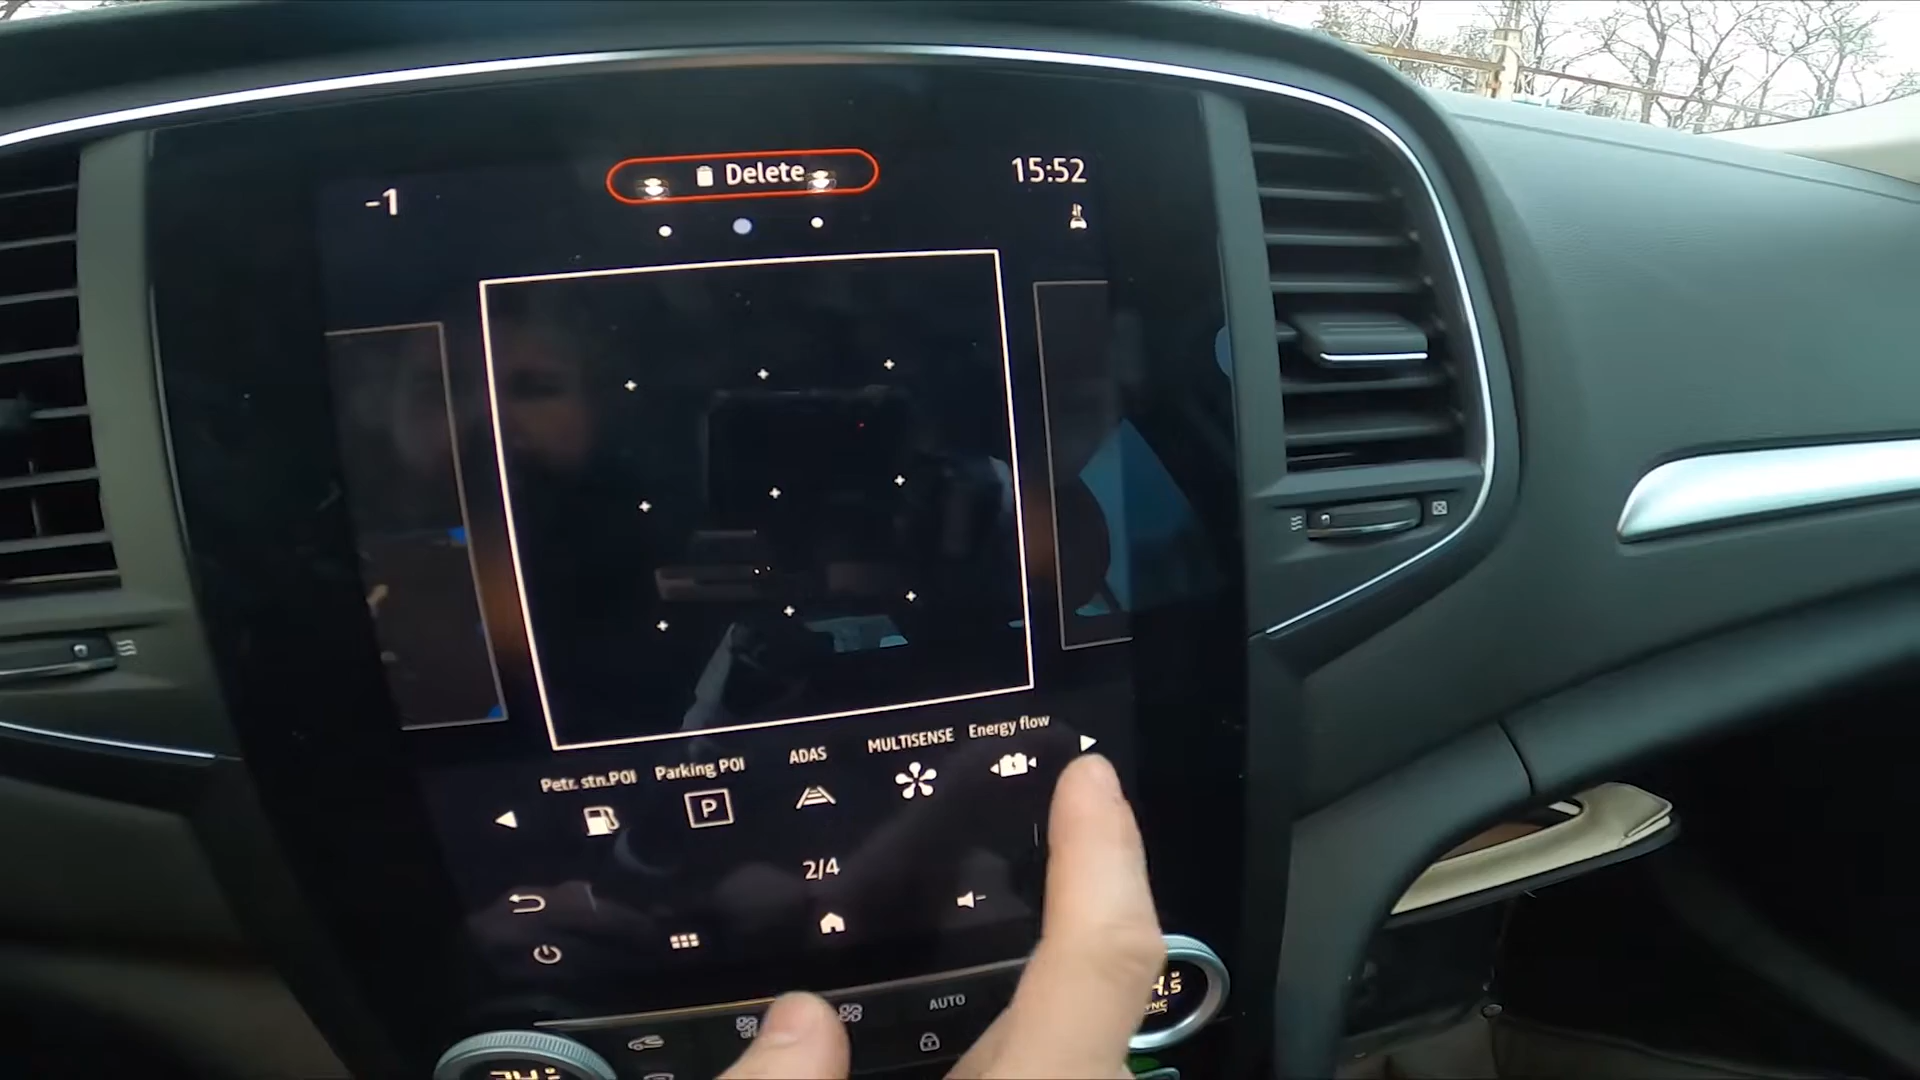 -1
Delete
15:52
Petr. stn.POI
Parking POI
ADAS
MULTISENSE
Energy flow
P
2/4
AUTO